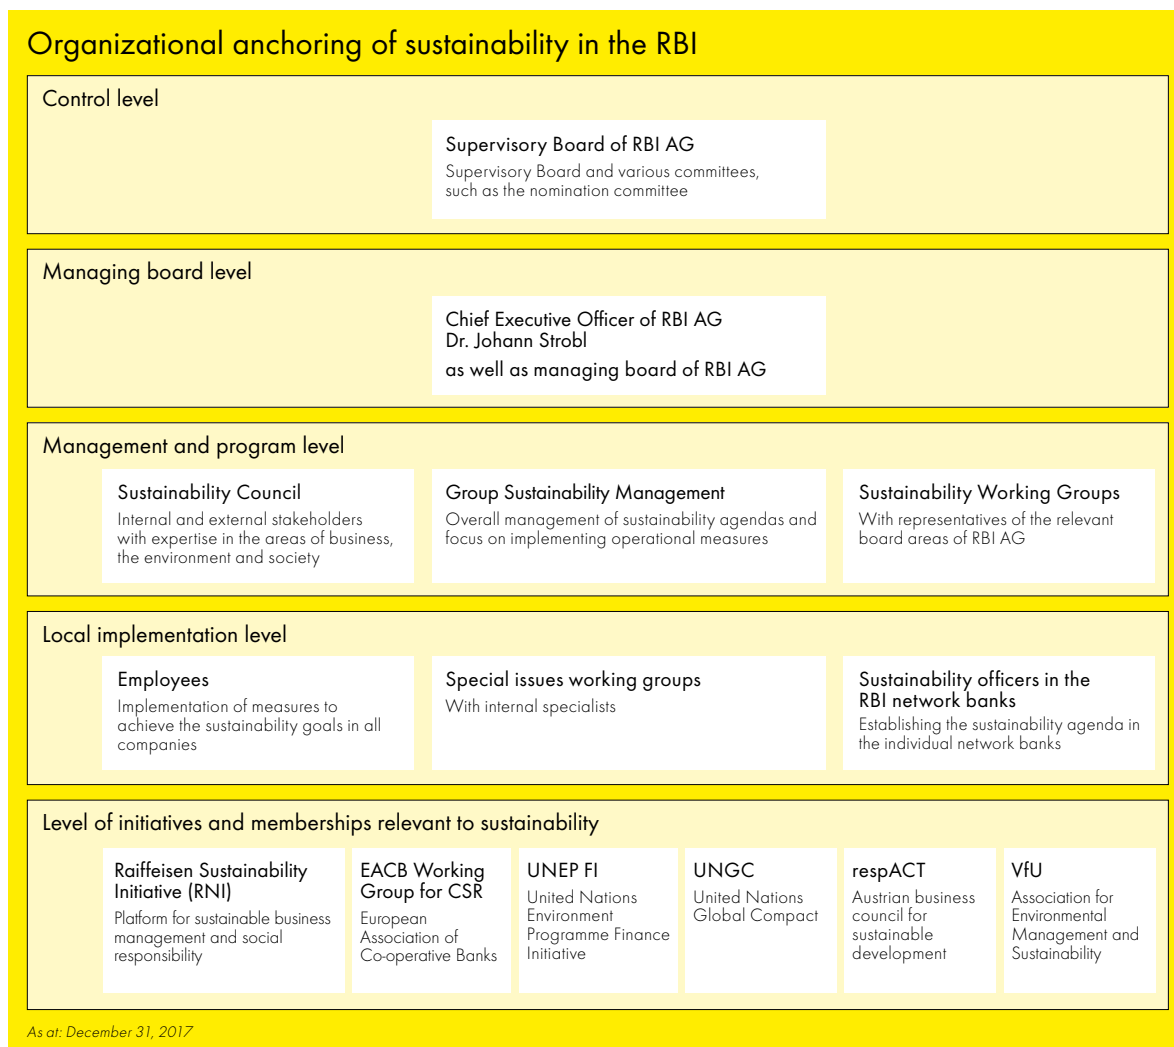 Organizational anchoring of sustainability in the RBI
Control level
Supervisory Board of RBI AG
Supervisory Board and various committees,
such as the nomination committee
Managing board level
Chief Executive Officer of RBI AG
Dr. Johann Strobl
as well as managing board of RBI AG
Management and program level
Sustainability Council
Internal and external stakeholders
with expertise in the areas of business,
the environment and society
Group Sustainability Management
Overall management of sustainability agendas and
focus on implementing operational measures
Sustainability Working Groups
With representatives of the relevant
board areas of RBI AG
Local implementation level
Employees
Implementation of measures to
achieve the sustainability goals in all
companies
Special issues working groups
With internal specialists
Sustainability officers in the
RBI network banks
Establishing the sustainability agenda in
the individual network banks
Level of initiatives and memberships relevant to sustainability
Raiffeisen Sustainability
Initiative (RNI)
Platform for sustainable business
management and social
responsibility
EACB Working
Group for CSR
European
Association of
Co-operative Banks
UNEP FI
United Nations
Environment
Programme Finance
Initiative
UNGC
United Nations
Global Compact
respACT
Austrian business
council for
sustainable
development
VfU
Association for
Environmental
Management and
Sustainability
As at: December 31, 2017